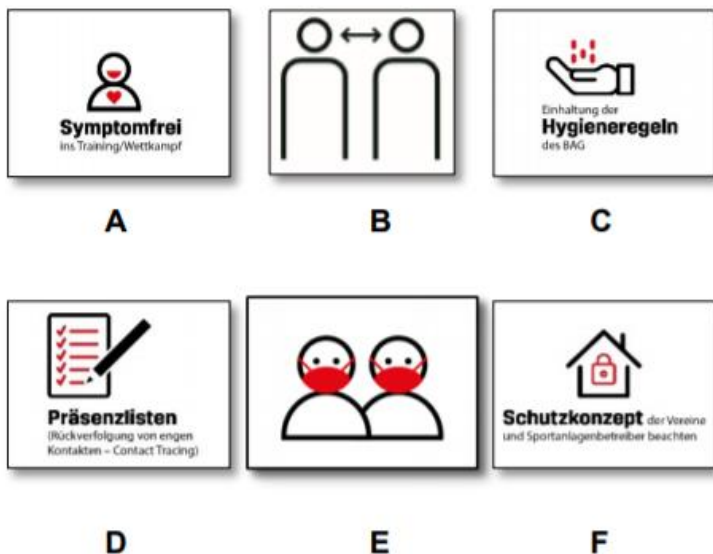 Symptomfrei
ins Training/Wettkampf
Einhaltung der
Hygieneregeln
des BAG
A
B
C
Präsenzlisten
(Rückverfolgung von engen
Kontakten – Contact Tracing)
Schutzkonzept der Vereine
und Sportanlagenbetreiber beachten
D
E
F